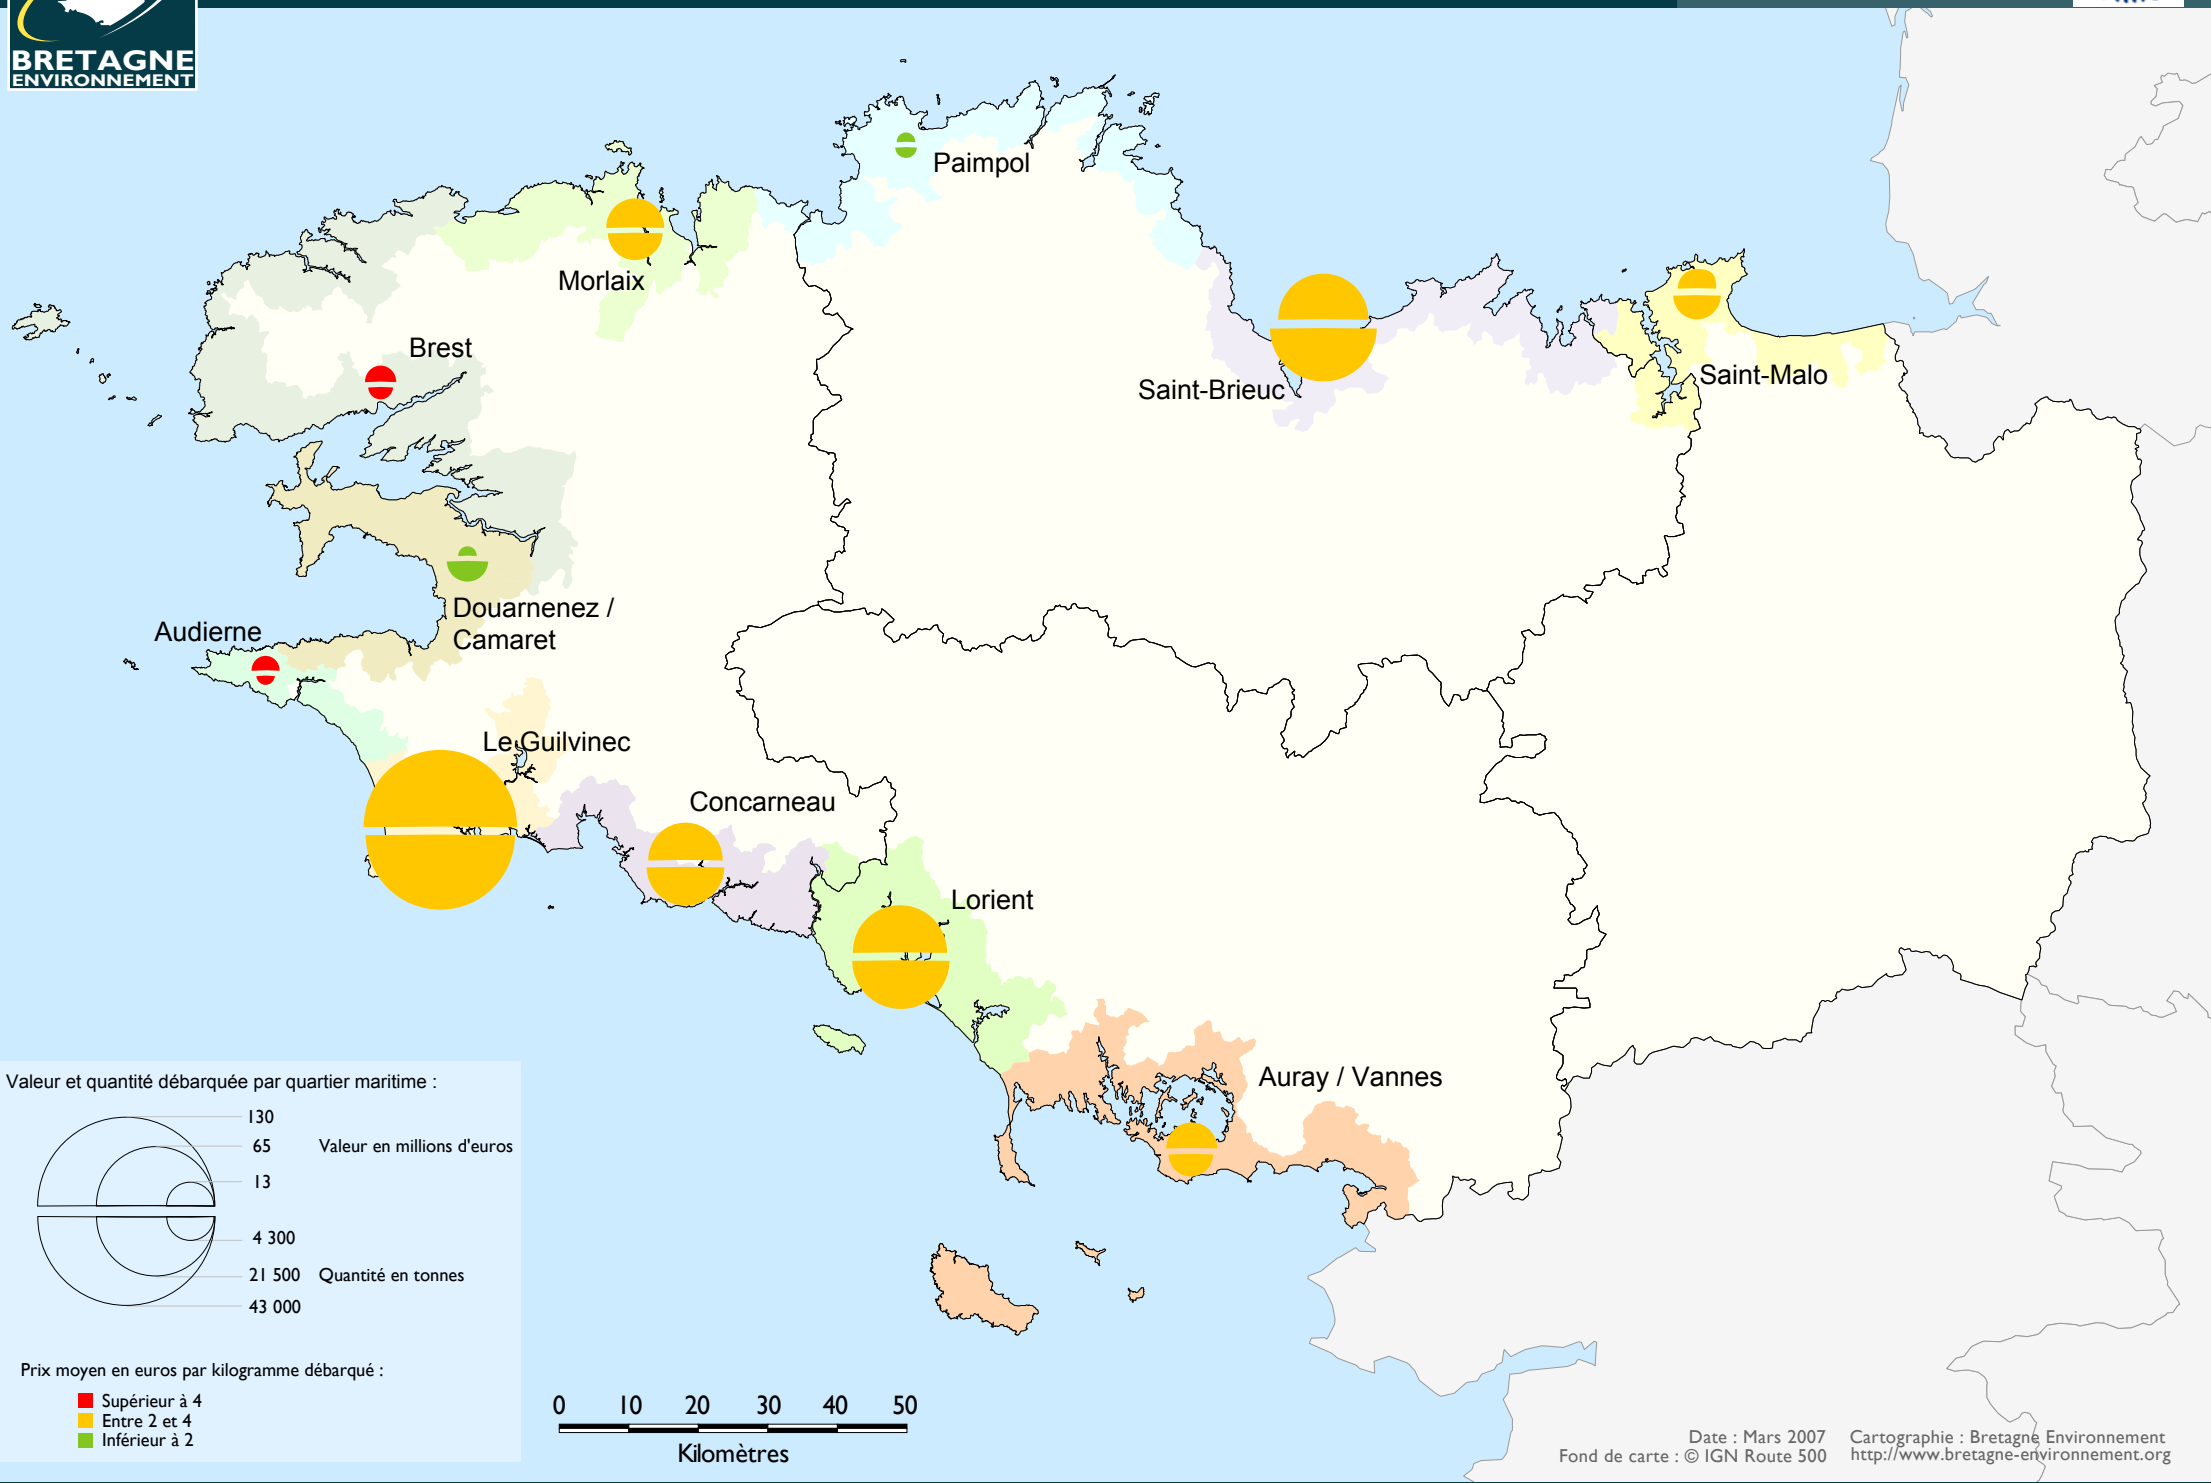 BRETAGNE
ENVIRONNEMENT
Paimpol
Morlaix
Brest
Saint-Brieuc
Saint-Malo
Douarnenez /
Camaret
Audierne
Le Guilvinec
Concarneau
Lorient
Auray / Vannes
Valeur et quantité débarquée par quartier maritime :
130
65 Valeur en millions d'euros
13
4 300
21 500 Quantité en tonnes
43 000
Prix moyen en euros par kilogramme débarqué :
Supérieur à 4
Entre 2 et 4
Inférieur à 2
0 10 20 30 40 50
Kilomètres
Date : Mars 2007 Cartographie : Bretagne Environnement
Fond de carte : © IGN Route 500 http://www.bretagne-environnement.org